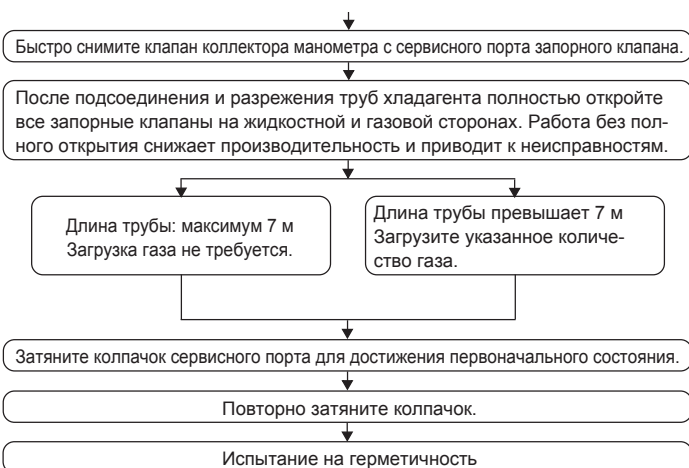 Быстро снимите клапан коллектора манометра с сервисного порта запорного клапана.
После подсоединения и разрежения труб хладагента полностью откройте
все запорные клапаны на жидкостной и газовой сторонах. Работа без пол-
ного открытия снижает производительность и приводит к неисправностям.
Длина трубы: максимум 7 м
Загрузка газа не требуется.
Длина трубы превышает 7 м
Загрузите указанное количе-
ство газа.
Затяните колпачок сервисного порта для достижения первоначального состояния.
Повторно затяните колпачок.
Испытание на герметичность